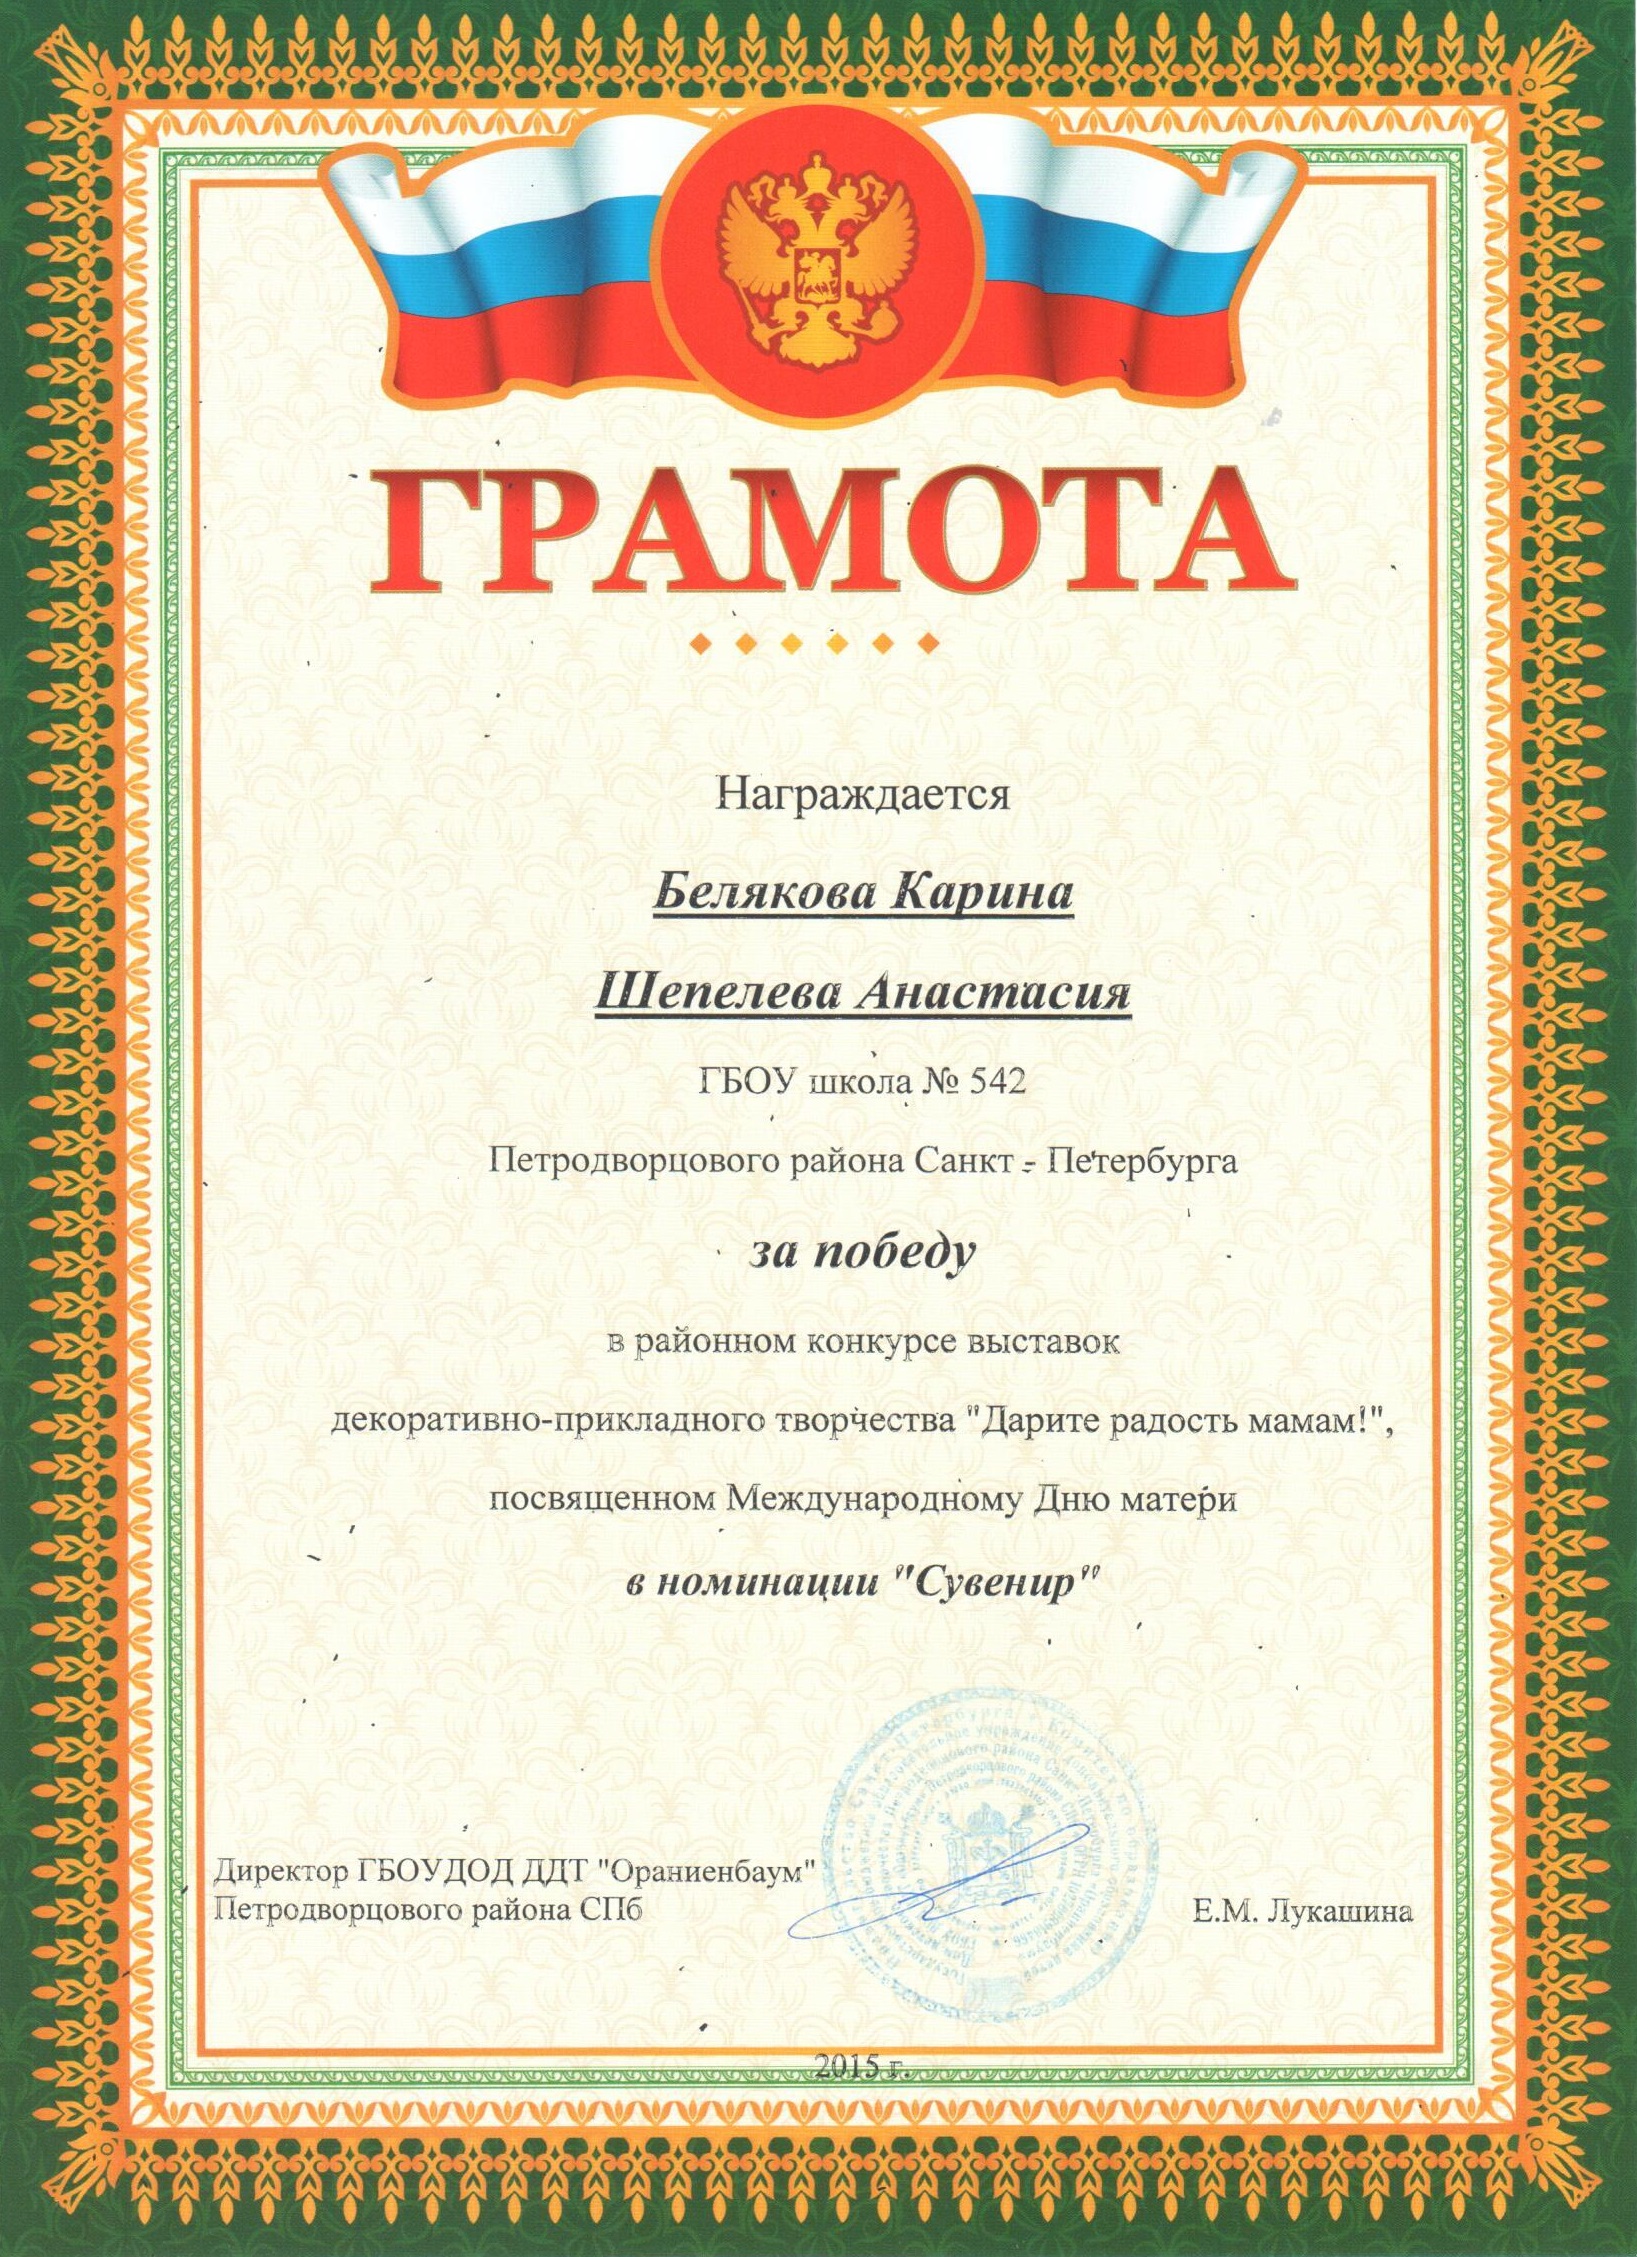 ГРАМОТА
Награждается
Белякова Карина
Шепелева Анастасия
ГБОУ школа № 542
Петродворцового района Санкт - Петербурга
за победу
в районном конкурсе выставок
декоративно-прикладного творчества "Дарите радость мамам!",
посвященном Международному Дню матери
в номинации "Сувенир"
Директор ГБОУДОД ДДТ "Ораниенбаум"
Петродворцового района СПб
Е.М. Лукашина
2015 г.